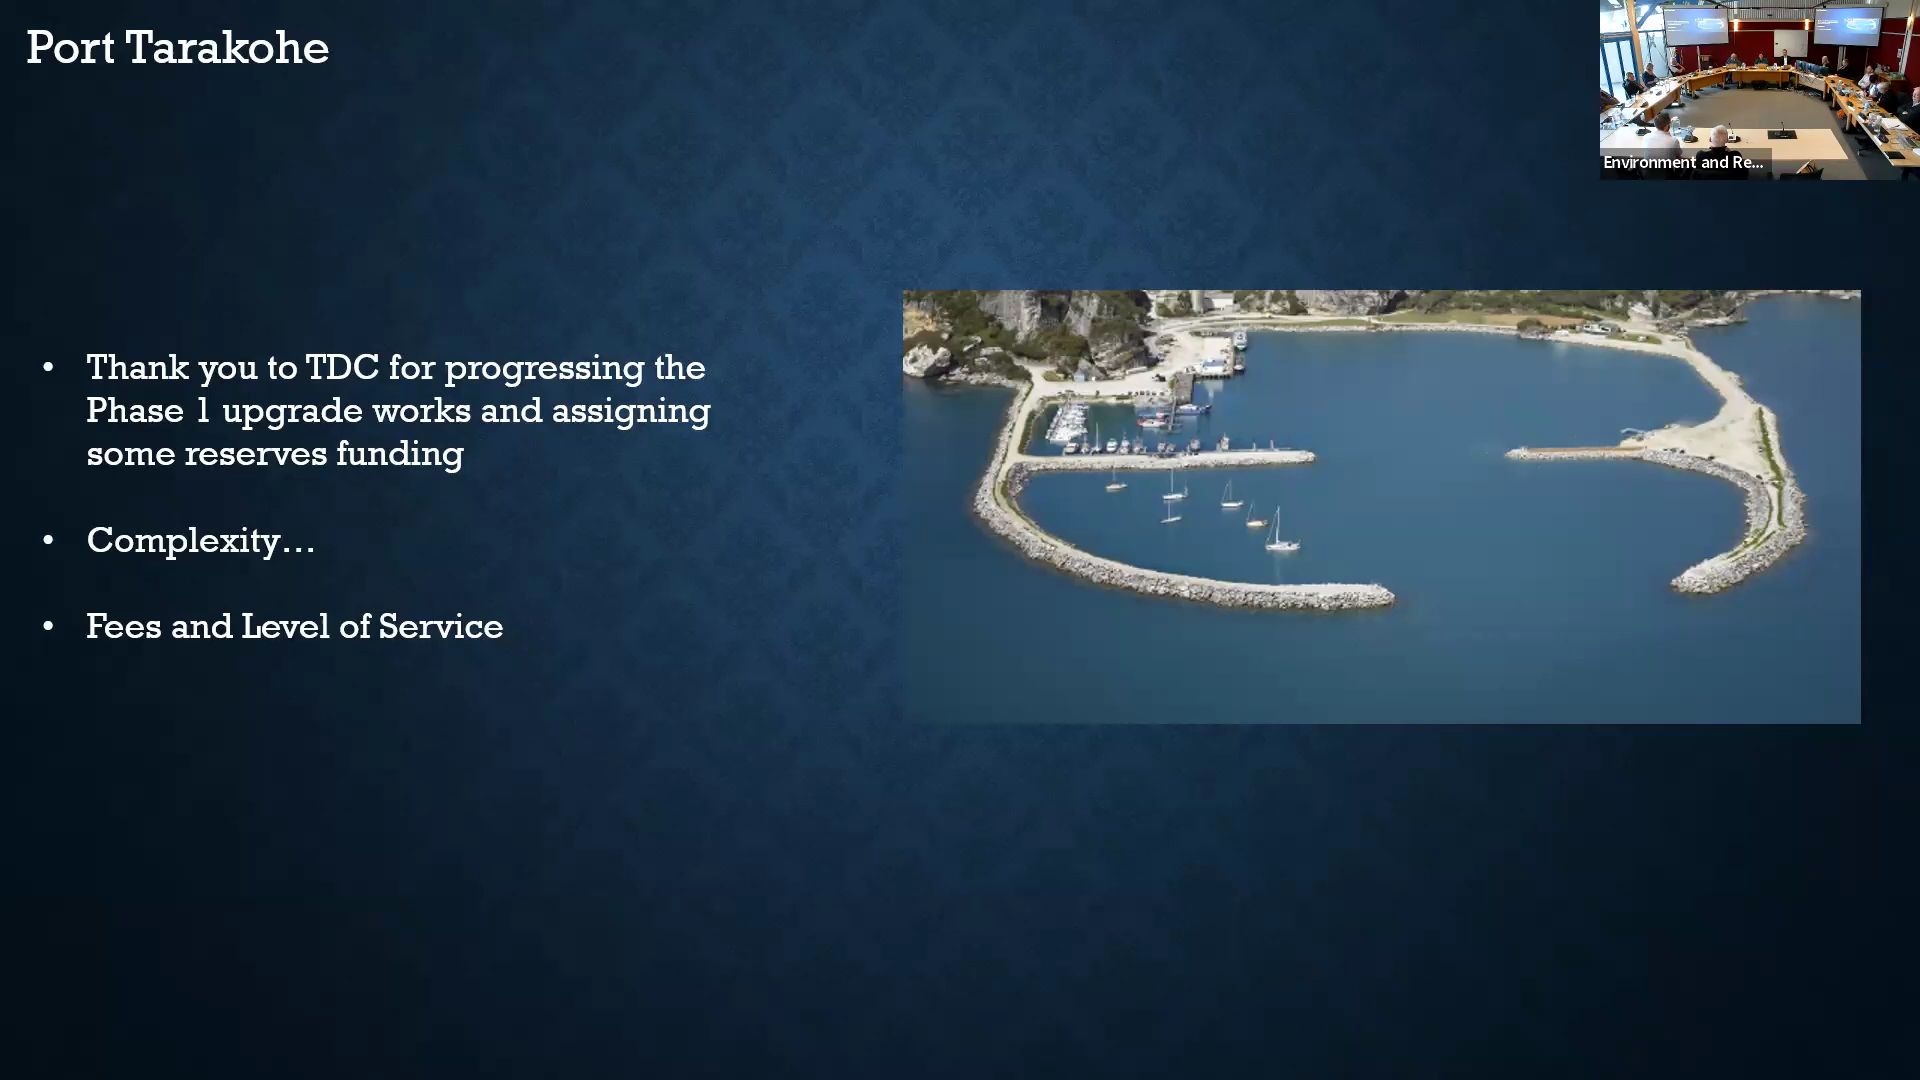 Port Tarakohe
Environment and Re...
• Thank you to TDC for progressing the
Phase 1 upgrade works and assigning
some reserves funding
• Complexity...
• Fees and Level of Service